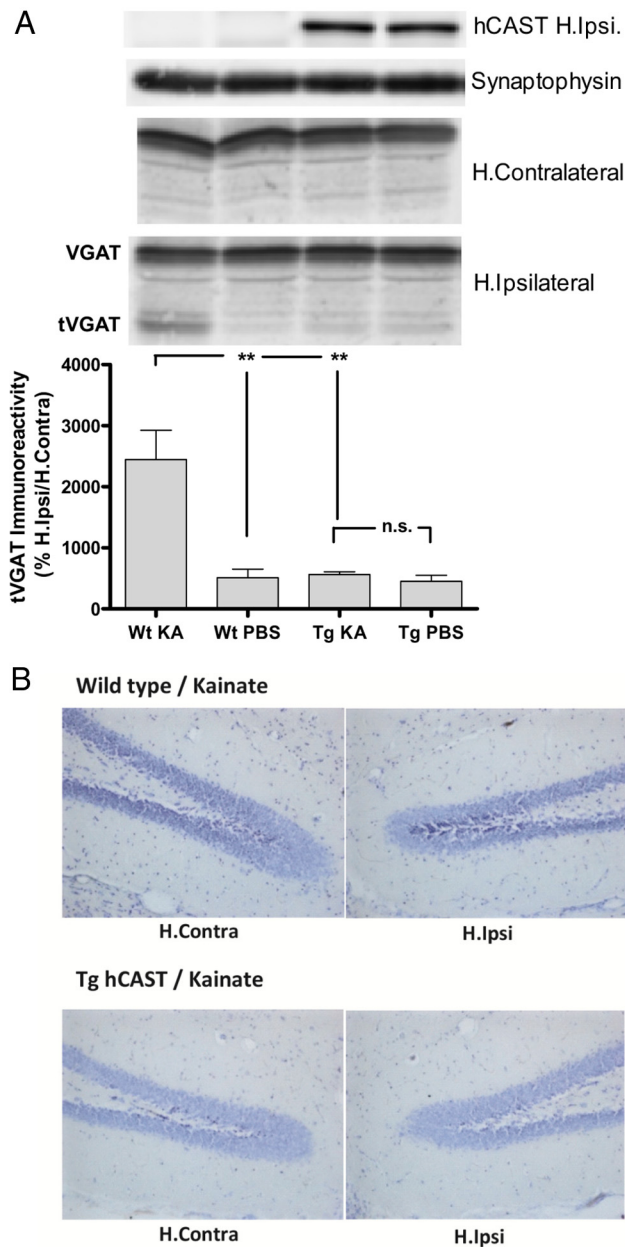 A
hCAST H.Ipsi.
Synaptophysin
H.Contralateral
VGAT
tVGAT
H.Ipsilateral
tVGAT Immunoreactivity
(% H.Ipsi/H.Contra)
4000
3000
2000
1000
0
**
**
n.s.
Wt KA
Wt PBS
Tg KA
Tg PBS
B
Wild type / Kainate
H.Contra
H.Ipsi
Tg hCAST / Kainate
H.Contra
H.Ipsi